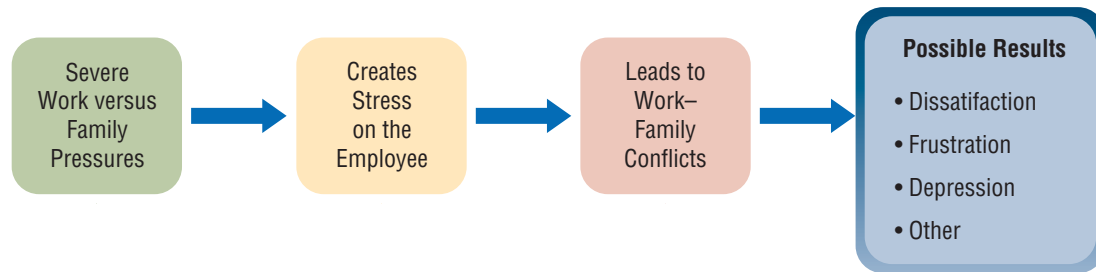 Severe
Work versus
Family
Pressures
Creates
Stress
on the
Employee
Leads to
Work–
Family
Conflicts
Possible Results
• Dissatifaction
• Frustration
• Depression
• Other